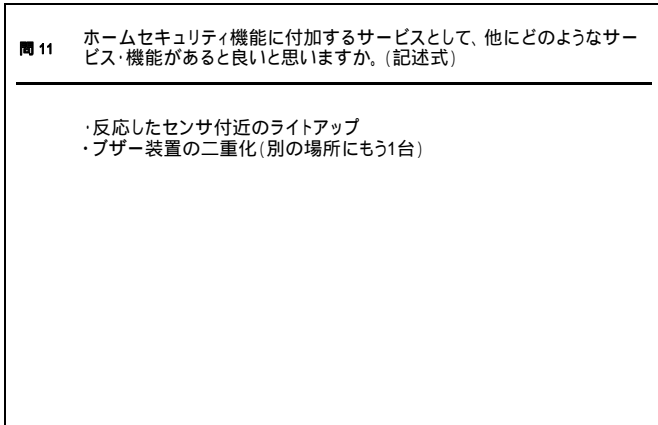 問11
ホームセキュリティ機能に付加するサービスとして、他にどのようなサー
ビス・機能があると良いと思いますか。(記述式)
・反応したセンサ付近のライトアップ
・ブザー装置の二重化(別の場所にもう1台)